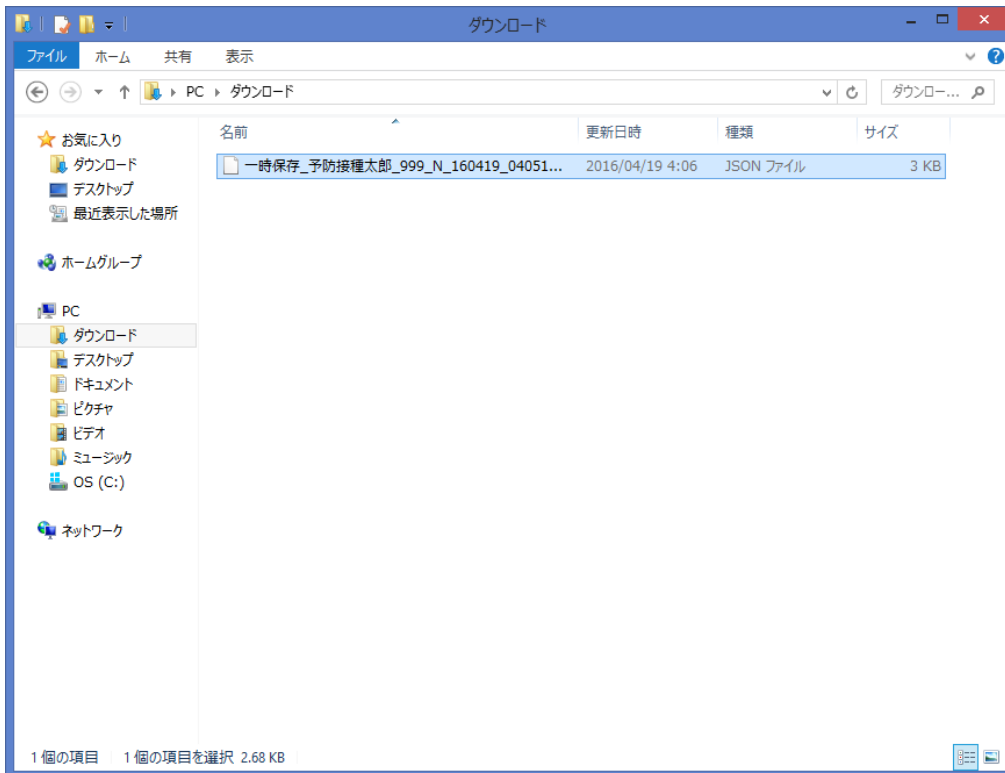 ダウンロード
ファイル ホーム 共有 表示
PC ダウンロード ダウンロー...
お気に入り
ダウンロード
デスクトップ
最近表示した場所
ホームグループ
PC
ダウンロード
デスクトップ
ドキュメント
ピクチャ
ビデオ
ミュージック
OS (C:)
ネットワーク
名前 更新日時 種類 サイズ
一時保存_予防接種太郎_999_N_160419_04051... 2016/04/19 4:06 JSON ファイル 3 KB
1 個の項目 1 個の項目を選択 2.68 KB